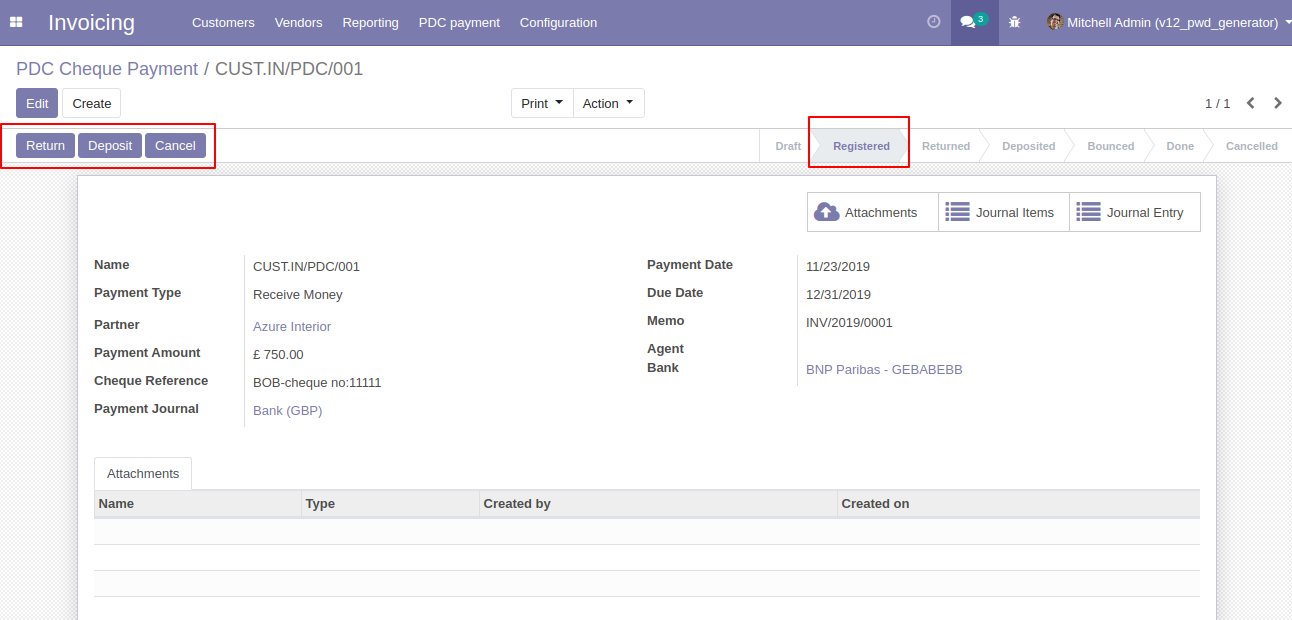 Invoicing Customers Vendors Reporting PDC payment Configuration 3 Mitchell Admin (v12_pwd_generator)
PDC Cheque Payment / CUST.IN/PDC/001
Edit Create Print Action 1 / 1
Return Deposit Cancel Draft Registered Returned Deposited Bounced Done Cancelled
Attachments Journal Items Journal Entry
Name CUST.IN/PDC/001
Payment Type Receive Money
Partner Azure Interior
Payment Amount £ 750.00
Cheque Reference BOB-cheque no:11111
Payment Journal Bank (GBP)
Payment Date 11/23/2019
Due Date 12/31/2019
Memo INV/2019/0001
Agent
Bank BNP Paribas - GEBABEBB
Attachments
Name Type Created by Created on